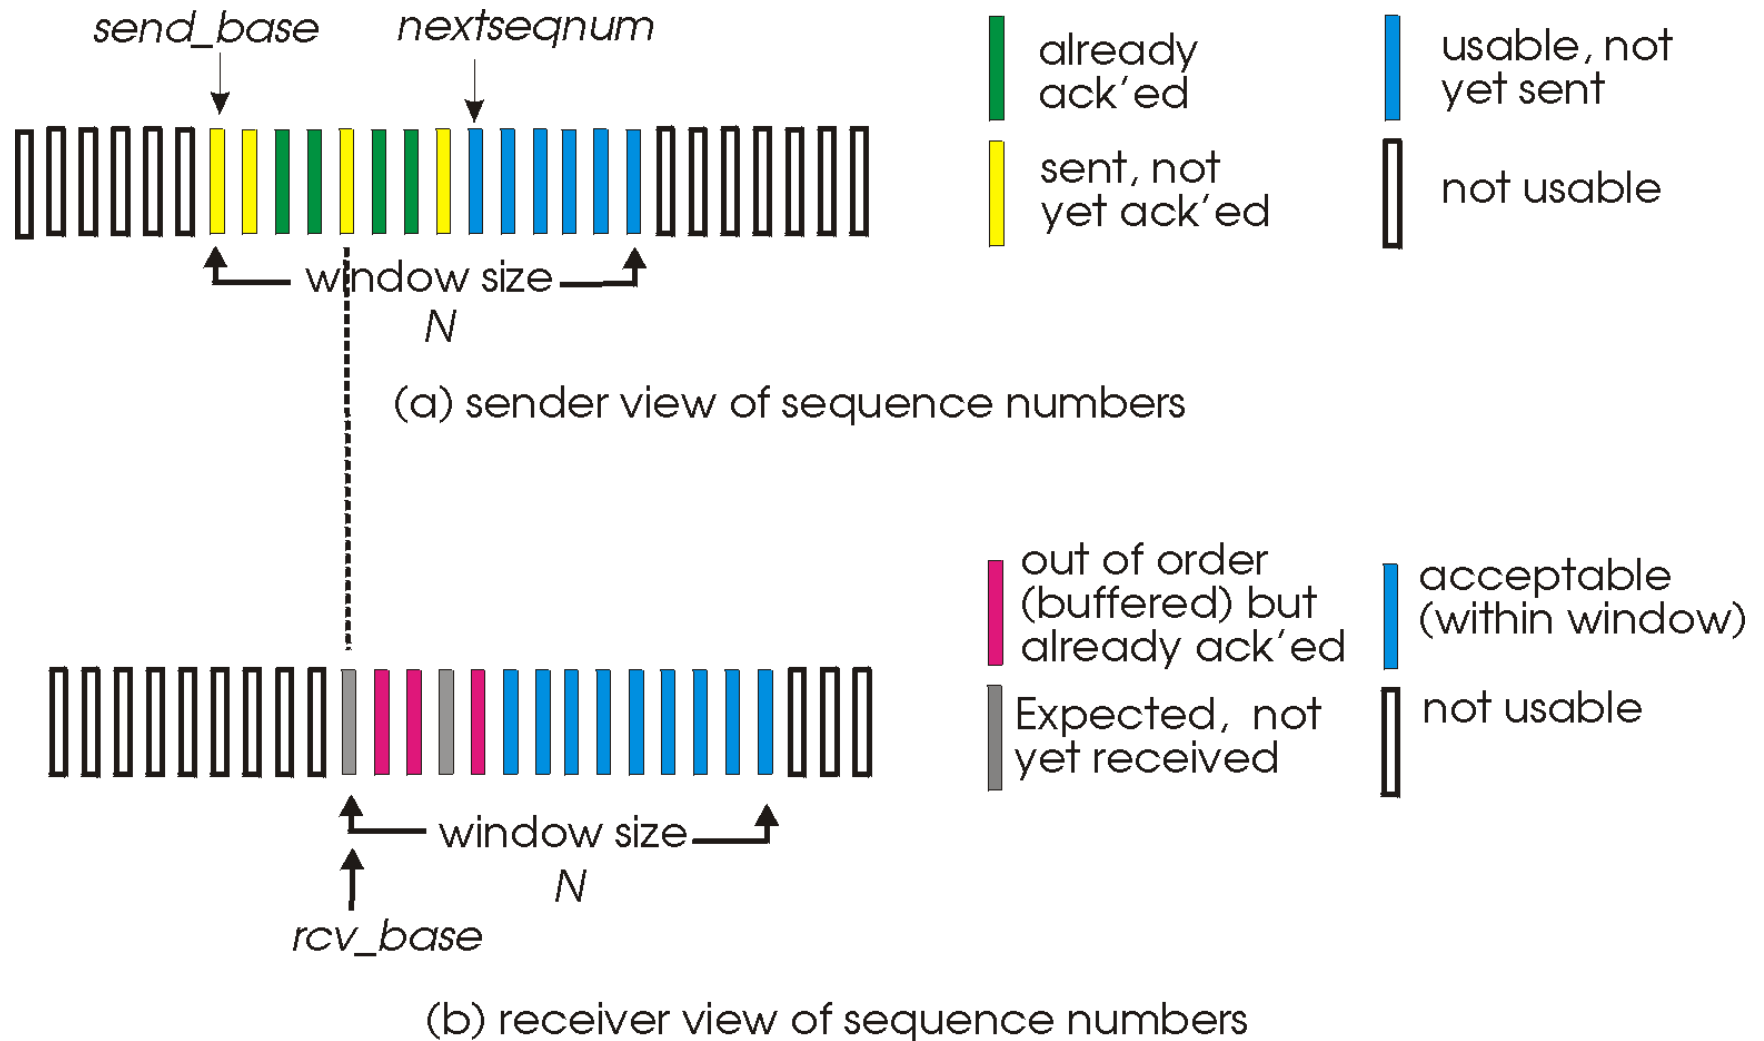 send_base
nextseqnum
already
ack'ed
usable, not
yet sent
sent, not
yet ack'ed
not usable
window size
N
(a) sender view of sequence numbers
out of order
(buffered) but
already ack'ed
acceptable
(within window)
Expected, not
yet received
not usable
window size
N
rcv_base
(b) receiver view of sequence numbers